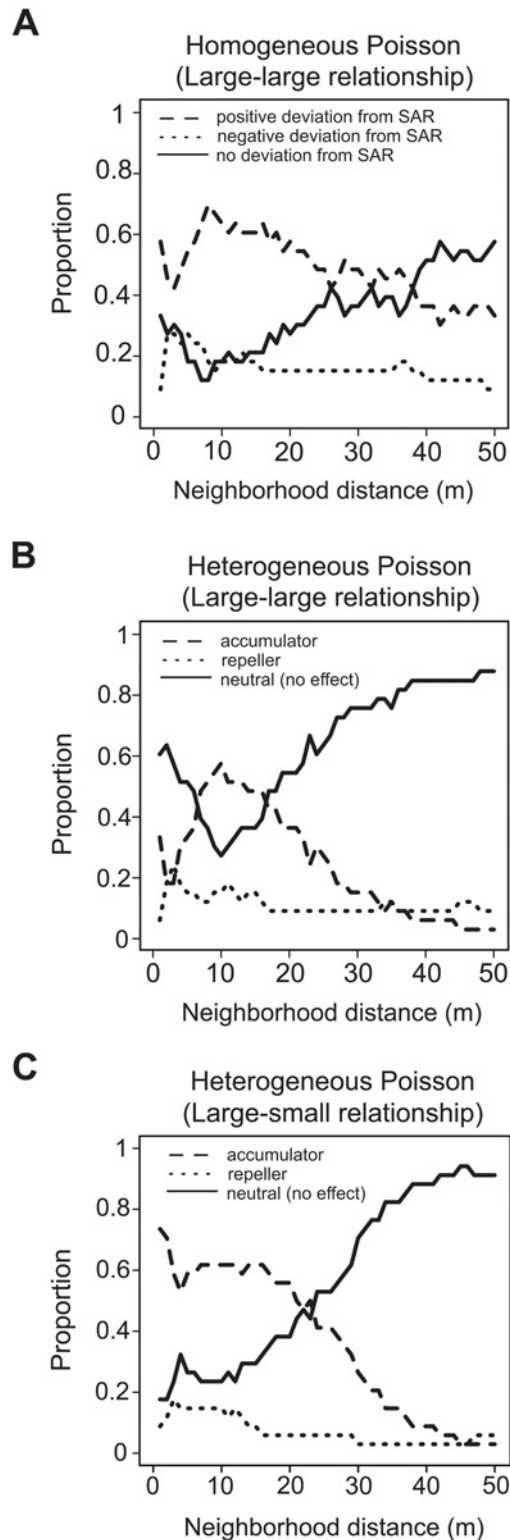 A
Homogeneous Poisson
(Large-large relationship)
positive deviation from SAR
negative deviation from SAR
no deviation from SAR
Proportion
1
0.8
0.6
0.4
0.2
0
0 10 20 30 40 50
Neighborhood distance (m)
B
Heterogeneous Poisson
(Large-large relationship)
accumulator
repeller
neutral (no effect)
Proportion
1
0.8
0.6
0.4
0.2
0
0 10 20 30 40 50
Neighborhood distance (m)
C
Heterogeneous Poisson
(Large-small relationship)
accumulator
repeller
neutral (no effect)
Proportion
1
0.8
0.6
0.4
0.2
0
0 10 20 30 40 50
Neighborhood distance (m)